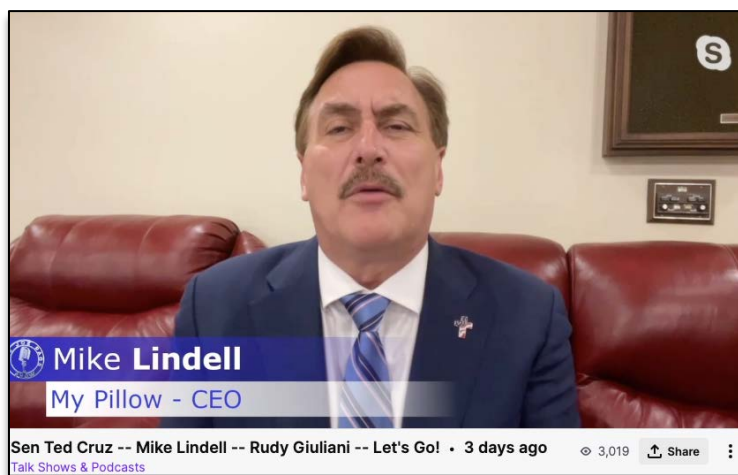 S
Mike Lindell
My Pillow - CEO
Sen Ted Cruz -- Mike Lindell -- Rudy Giuliani -- Let's Go! • 3 days ago
3,019
Share
Talk Shows & Podcasts